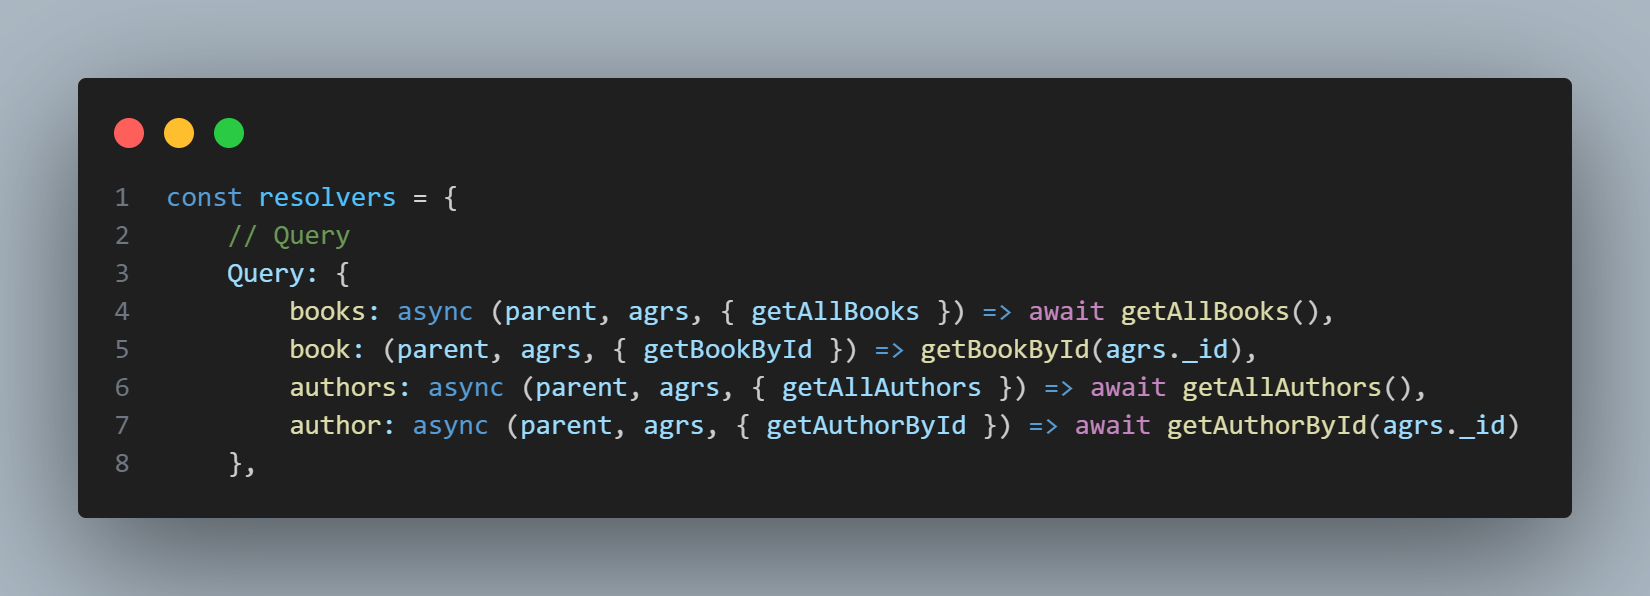 1 const resolvers = {
2 // Query
3 Query: {
4 books: async (parent, agrs, { getAllBooks }) => await getAllBooks(),
5 book: (parent, agrs, { getBookById }) => getBookById(agrs._id),
6 authors: async (parent, agrs, { getAllAuthors }) => await getAllAuthors(),
7 author: async (parent, agrs, { getAuthorById }) => await getAuthorById(agrs._id)
8 },